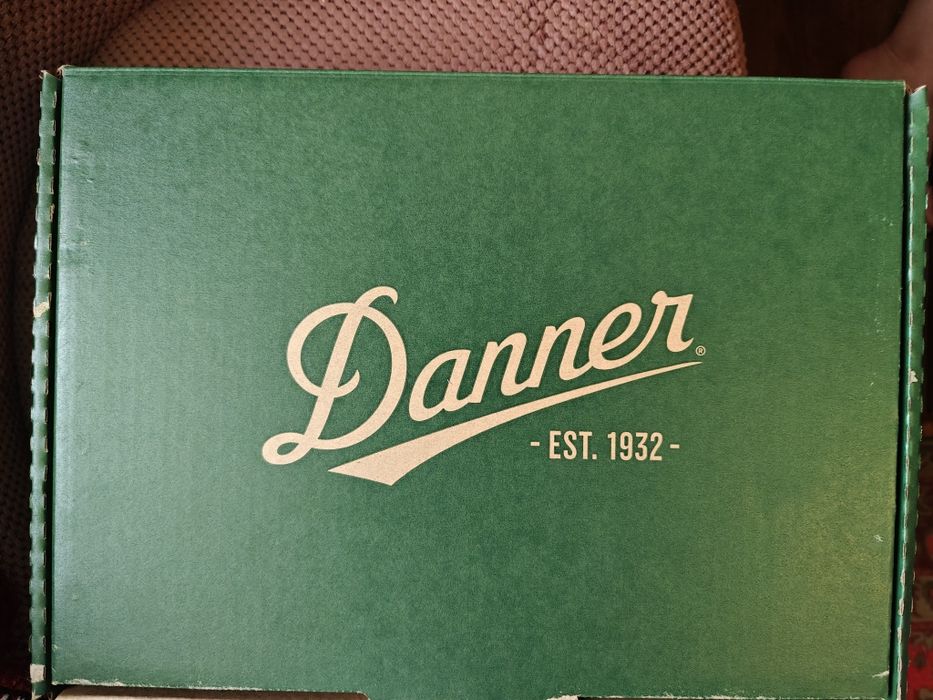 Danner®
- EST. 1932 -